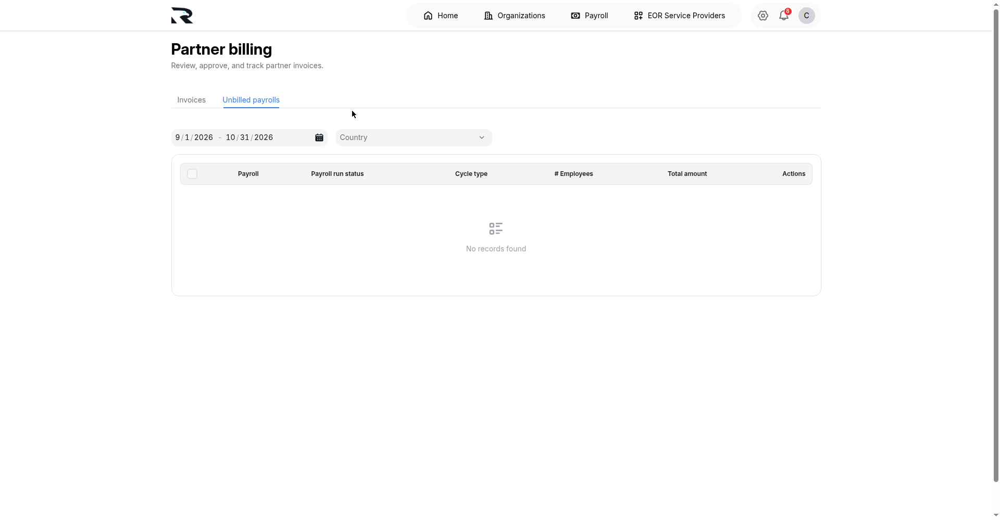 Home Organizations Payroll EOR Service Providers 8 C
Partner billing
Review, approve, and track partner invoices.
Invoices Unbilled payrolls
9/1/2026 - 10/31/2026 Country
Payroll Payroll run status Cycle type # Employees Total amount Actions
No records found